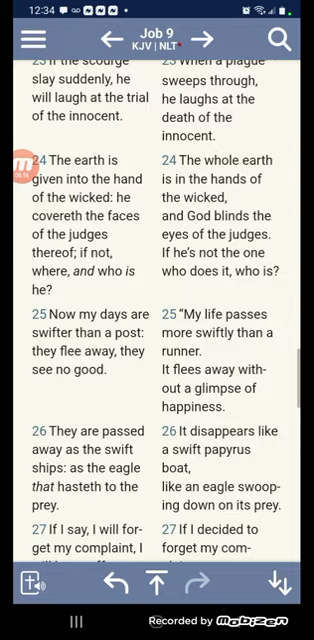 12:34
Job 9
KJV | NLT
23 If the scourge
slay suddenly, he
will laugh at the trial
of the innocent.
24 The earth is
given into the hand
of the wicked: he
covereth the faces
of the judges
thereof; if not,
where, and who is
he?
25 Now my days are
swifter than a post:
they flee away, they
see no good.
26 They are passed
away as the swift
ships: as the eagle
that hasteth to the
prey.
27 If I say, I will for-
get my complaint, I
23 When a plague
sweeps through,
he laughs at the
death of the
innocent.
24 The whole earth
is in the hands of
the wicked,
and God blinds the
eyes of the judges.
If he's not the one
who does it, who is?
25 “My life passes
more swiftly than a
runner.
It flees away with-
out a glimpse of
happiness.
26 It disappears like
a swift papyrus
boat,
like an eagle swoop-
ing down on its prey.
27 If I decided to
forget my com-
Recorded by mobizen